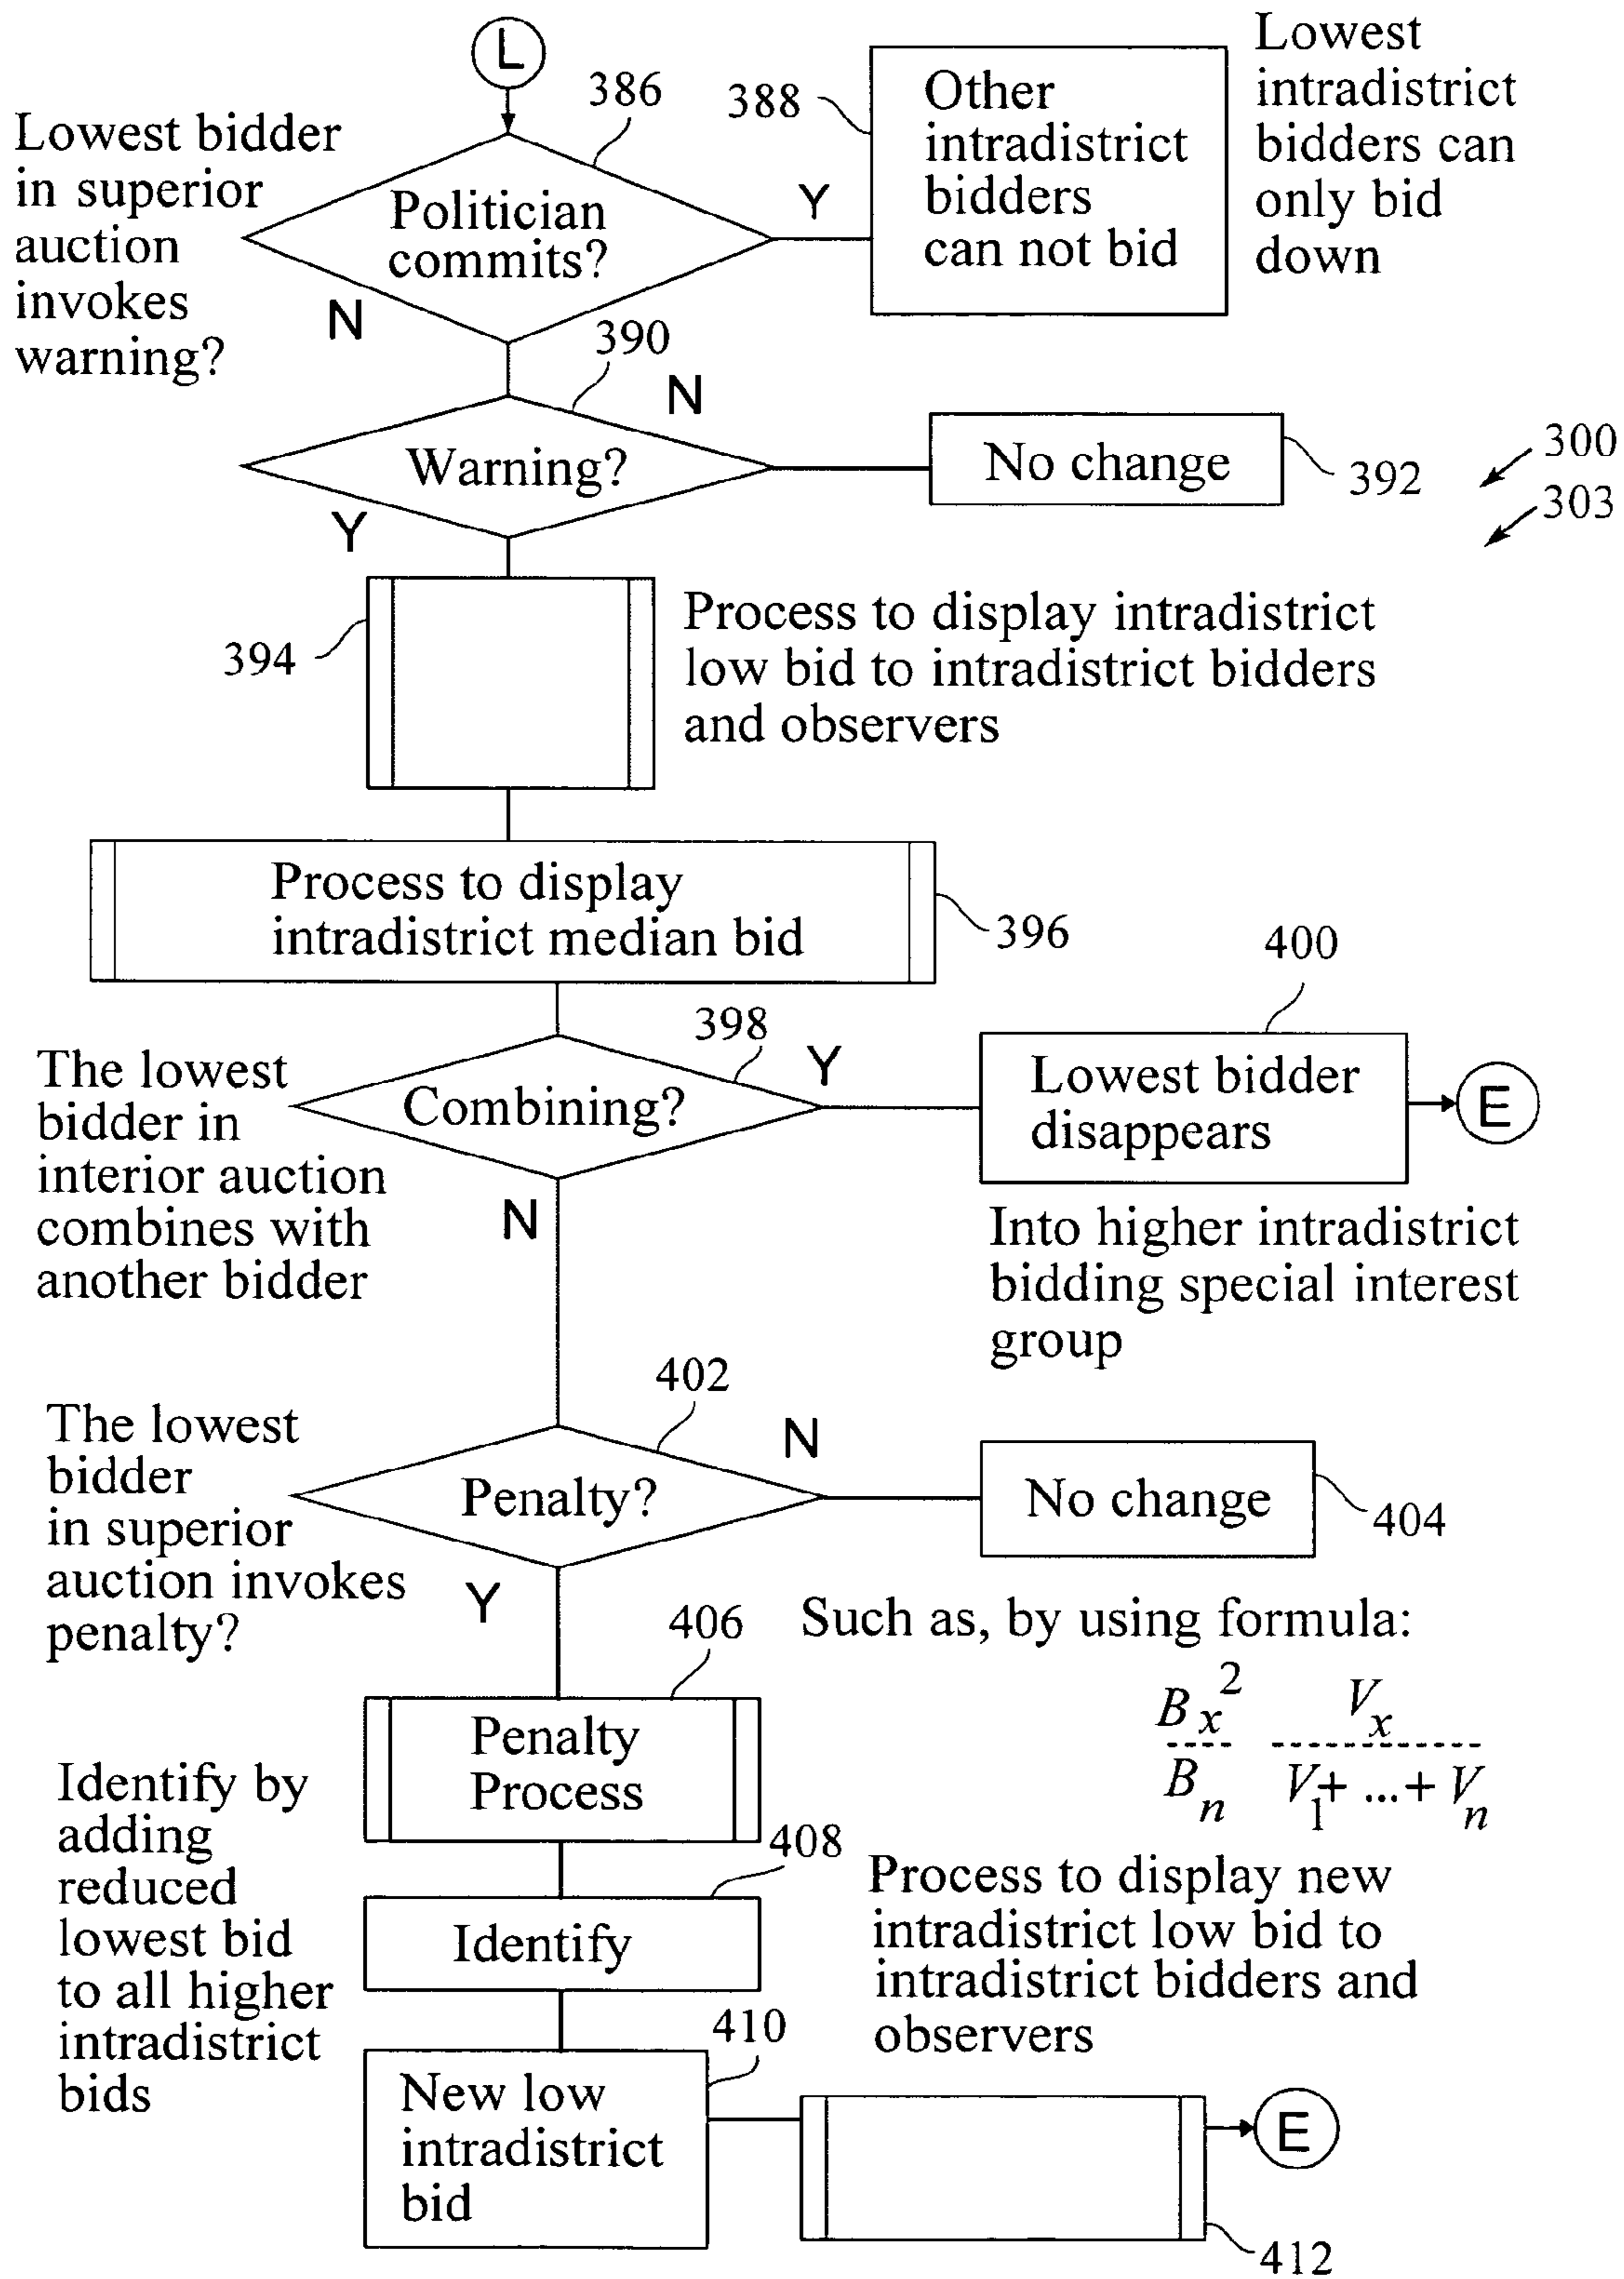 L
386
388
Other
intradistrict
bidders
can not bid
Lowest
intradistrict
bidders can
only bid
down
Lowest bidder
in superior
auction
invokes
warning?
Politician
commits?
Y
N
390
N
Warning?
No change
392
300
303
Y
394
Process to display intradistrict
low bid to intradistrict bidders
and observers
Process to display
intradistrict median bid
396
398
400
The lowest
bidder in
interior auction
combines with
another bidder
Combining?
Y
Lowest bidder
disappears
E
N
Into higher intradistrict
bidding special interest
group
402
The lowest
bidder
in superior
auction invokes
penalty?
Penalty?
N
No change
404
Y
406
Such as, by using formula:
Bx² Vx
Bn V1+ ...+ Vn
Penalty
Process
Identify by
adding
reduced
lowest bid
to all higher
intradistrict
bids
408
Identify
Process to display new
intradistrict low bid to
intradistrict bidders and
observers
410
New low
intradistrict
bid
E
412